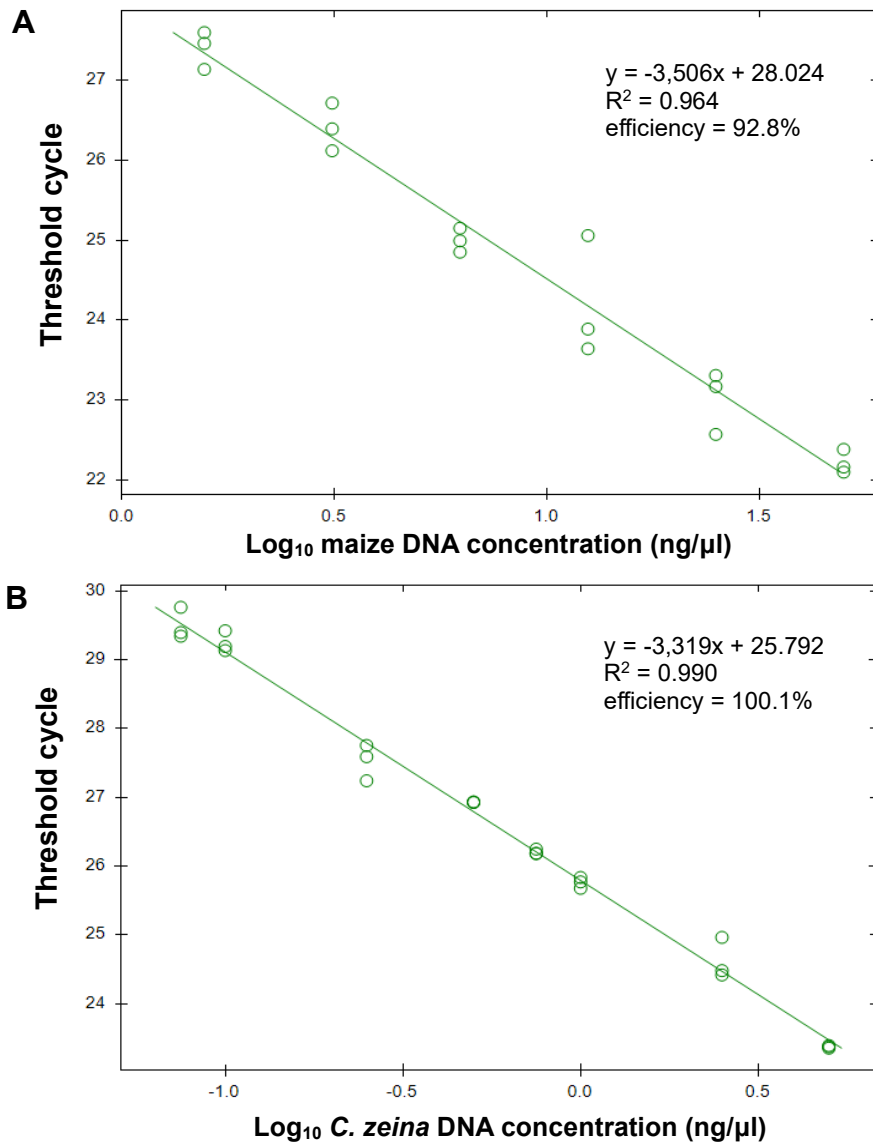 A
Threshold cycle
27
26
25
24
23
22
y = -3,506x + 28.024
R² = 0.964
efficiency = 92.8%
0.0 0.5 1.0 1.5
Log₁₀ maize DNA concentration (ng/µl)
B
Threshold cycle
30
29
28
27
26
25
24
y = -3,319x + 25.792
R² = 0.990
efficiency = 100.1%
-1.0 -0.5 0.0 0.5
Log₁₀ C. zeina DNA concentration (ng/µl)